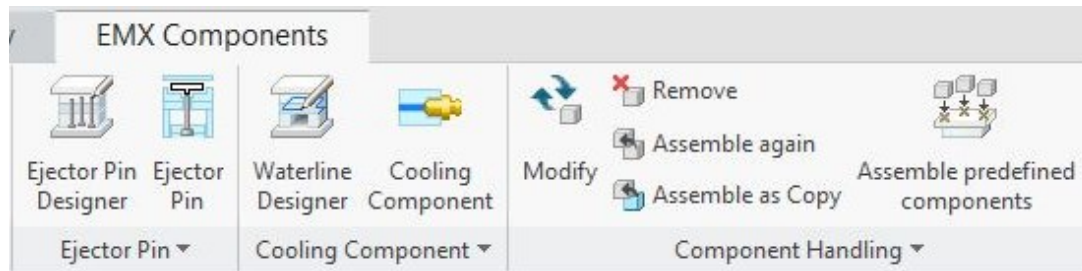 EMX Components
Ejector Pin Designer
Ejector Pin
Waterline Designer
Cooling Component
Modify
Remove
Assemble again
Assemble as Copy
Assemble predefined components
Ejector Pin
Cooling Component
Component Handling